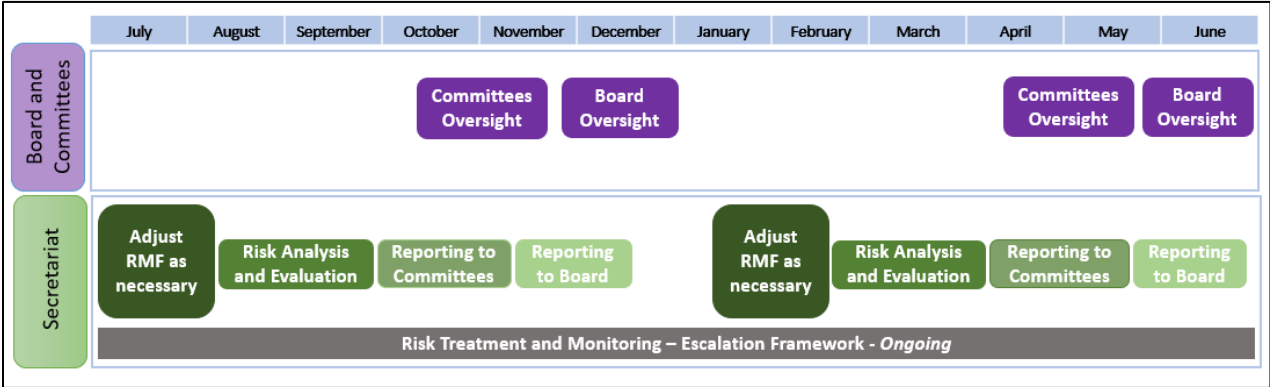 July August September October November December January February March April May June
Board and
Committees
Committees
Oversight
Board
Oversight
Committees
Oversight
Board
Oversight
Secretariat
Adjust
RMF as
necessary
Risk Analysis
and Evaluation
Reporting to
Committees
Reporting
to Board
Adjust
RMF as
necessary
Risk Analysis
and Evaluation
Reporting to
Committees
Reporting
to Board
Risk Treatment and Monitoring – Escalation Framework - Ongoing